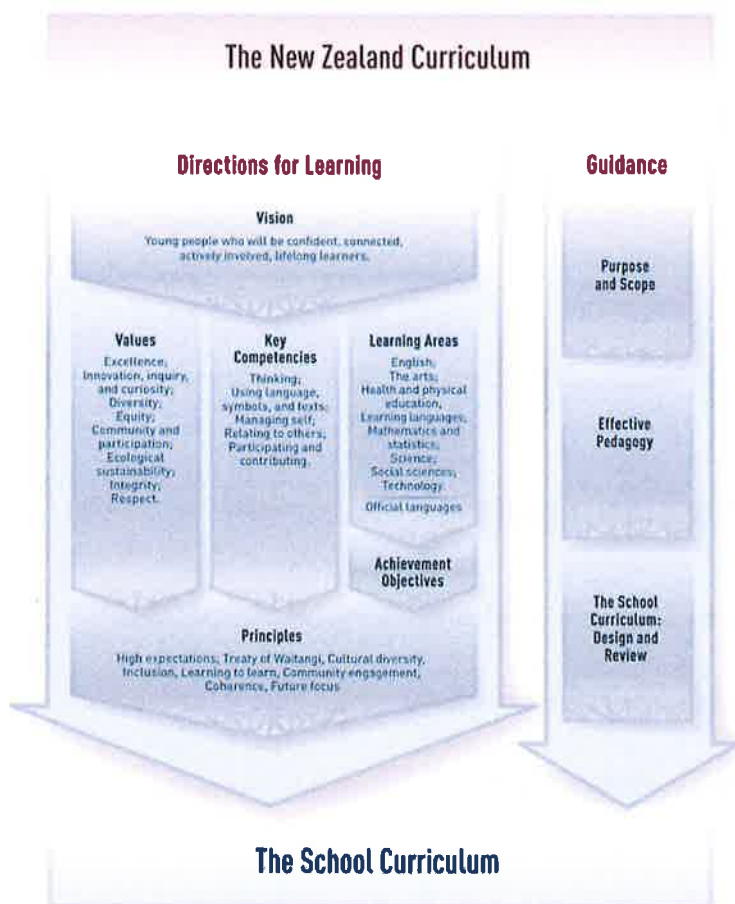 The New Zealand Curriculum
Directions for Learning
Vision
Young people who will be confident, connected,
actively involved, lifelong learners.
Values
Excellence;
Innovation, inquiry,
and curiosity;
Diversity;
Equity;
Community and
participation;
Ecological
sustainability;
Integrity;
Respect.
Key
Competencies
Thinking;
Using language,
symbols, and texts;
Managing self;
Relating to others;
Participating and
contributing.
Learning Areas
English;
The arts;
Health and physical
education;
Learning languages;
Mathematics and
statistics;
Science;
Social sciences;
Technology.
Official languages
Achievement
Objectives
Principles
High expectations, Treaty of Waitangi, Cultural diversity,
Inclusion, Learning to learn, Community engagement,
Coherence, Future focus
Guidance
Purpose
and Scope
Effective
Pedagogy
The School
Curriculum:
Design and
Review
The School Curriculum